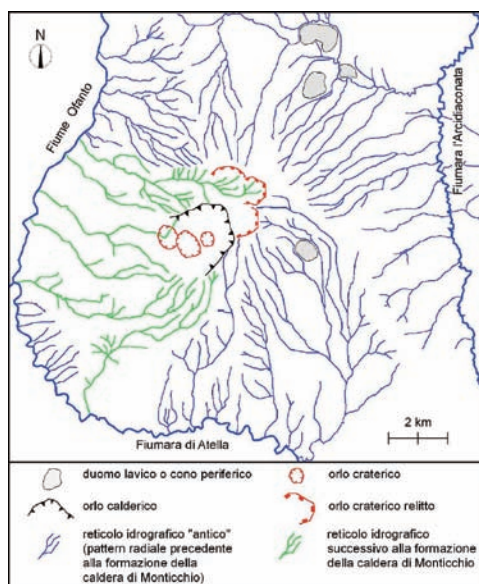 N
Fiume Ofanto
Fiumara l'Arcidiaconata
2 km
Fiumara di Atella
duomo lavico o cono periferico
orlo craterico
orlo calderico
orlo craterico relitto
reticolo idrografico "antico"
(pattern radiale precedente
alla formazione della
caldera di Monticchio)
reticolo idrografico
successivo alla formazione
della caldera di Monticchio